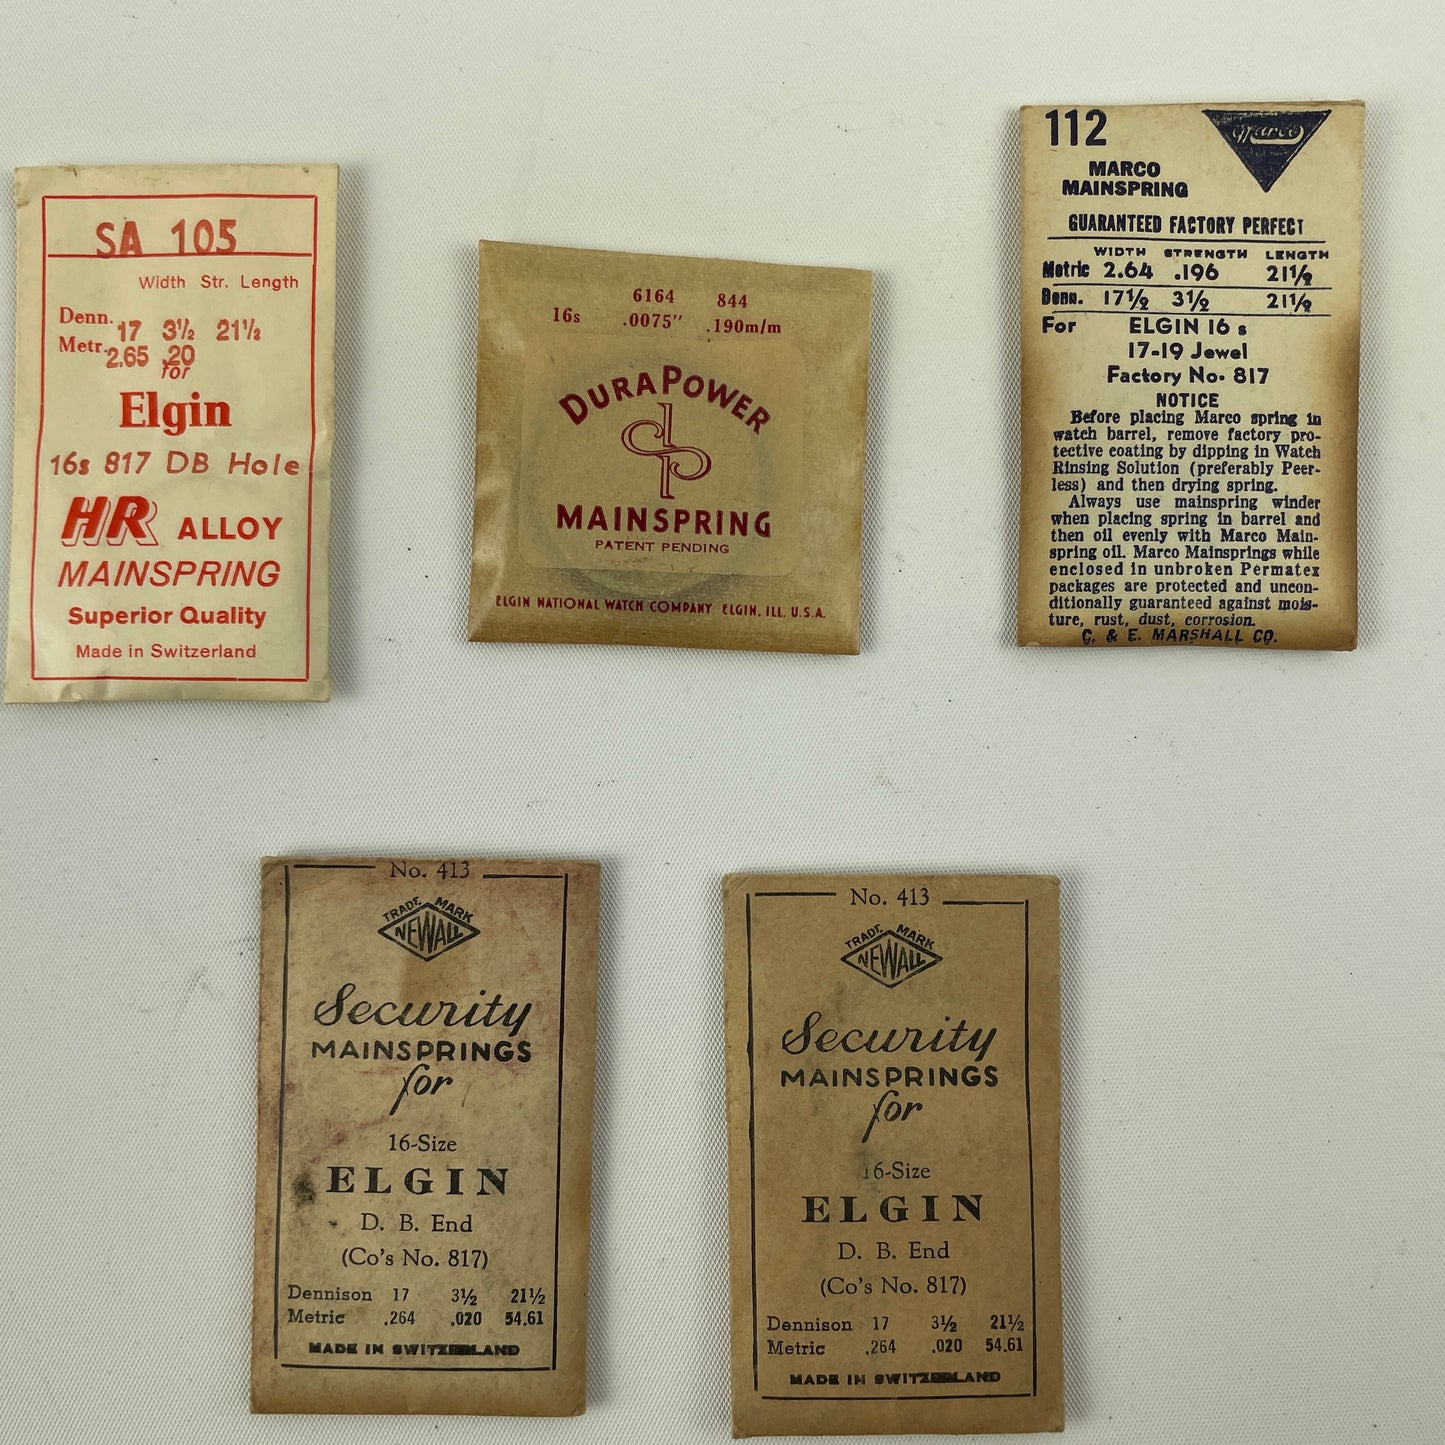 SA 105
Width Str. Length
Denn. 17 3½ 21½
Metr. 2.65 .20
for
Elgin
16s 817 DB Hole
HR ALLOY
MAINSPRING
Superior Quality
Made in Switzerland
6164 844
16s .0075" .190m/m
DURAPOWER
dp
MAINSPRING
PATENT PENDING
ELGIN NATIONAL WATCH COMPANY ELGIN, ILL. U.S.A.
112
Marco
MARCO
MAINSPRING
GUARANTEED FACTORY PERFECT
WIDTH STRENGTH LENGTH
Metric 2.64 .196 21½
Denn. 17½ 3½ 21½
For ELGIN 16 s
17-19 Jewel
Factory No. 817
NOTICE
Before placing Marco spring in
watch barrel, remove factory pro-
tective coating by dipping in Watch
Rinsing Solution (preferably Peer-
less) and then drying spring.
Always use mainspring winder
when placing spring in barrel and
then oil evenly with Marco Main-
spring oil. Marco Mainsprings while
enclosed in unbroken Permatex
packages are protected and uncon-
ditionally guaranteed against mois-
ture, rust, dust, corrosion.
C. & E. MARSHALL CO.
No. 413
TRADE MARK
NEWALL
Security
MAINSPRINGS
for
16-Size
ELGIN
D. B. End
(Co's No. 817)
Dennison 17 3½ 21½
Metric .264 .020 54.61
MADE IN SWITZERLAND
No. 413
TRADE MARK
NEWALL
Security
MAINSPRINGS
for
16-Size
ELGIN
D. B. End
(Co's No. 817)
Dennison 17 3½ 21½
Metric .264 .020 54.61
MADE IN SWITZERLAND